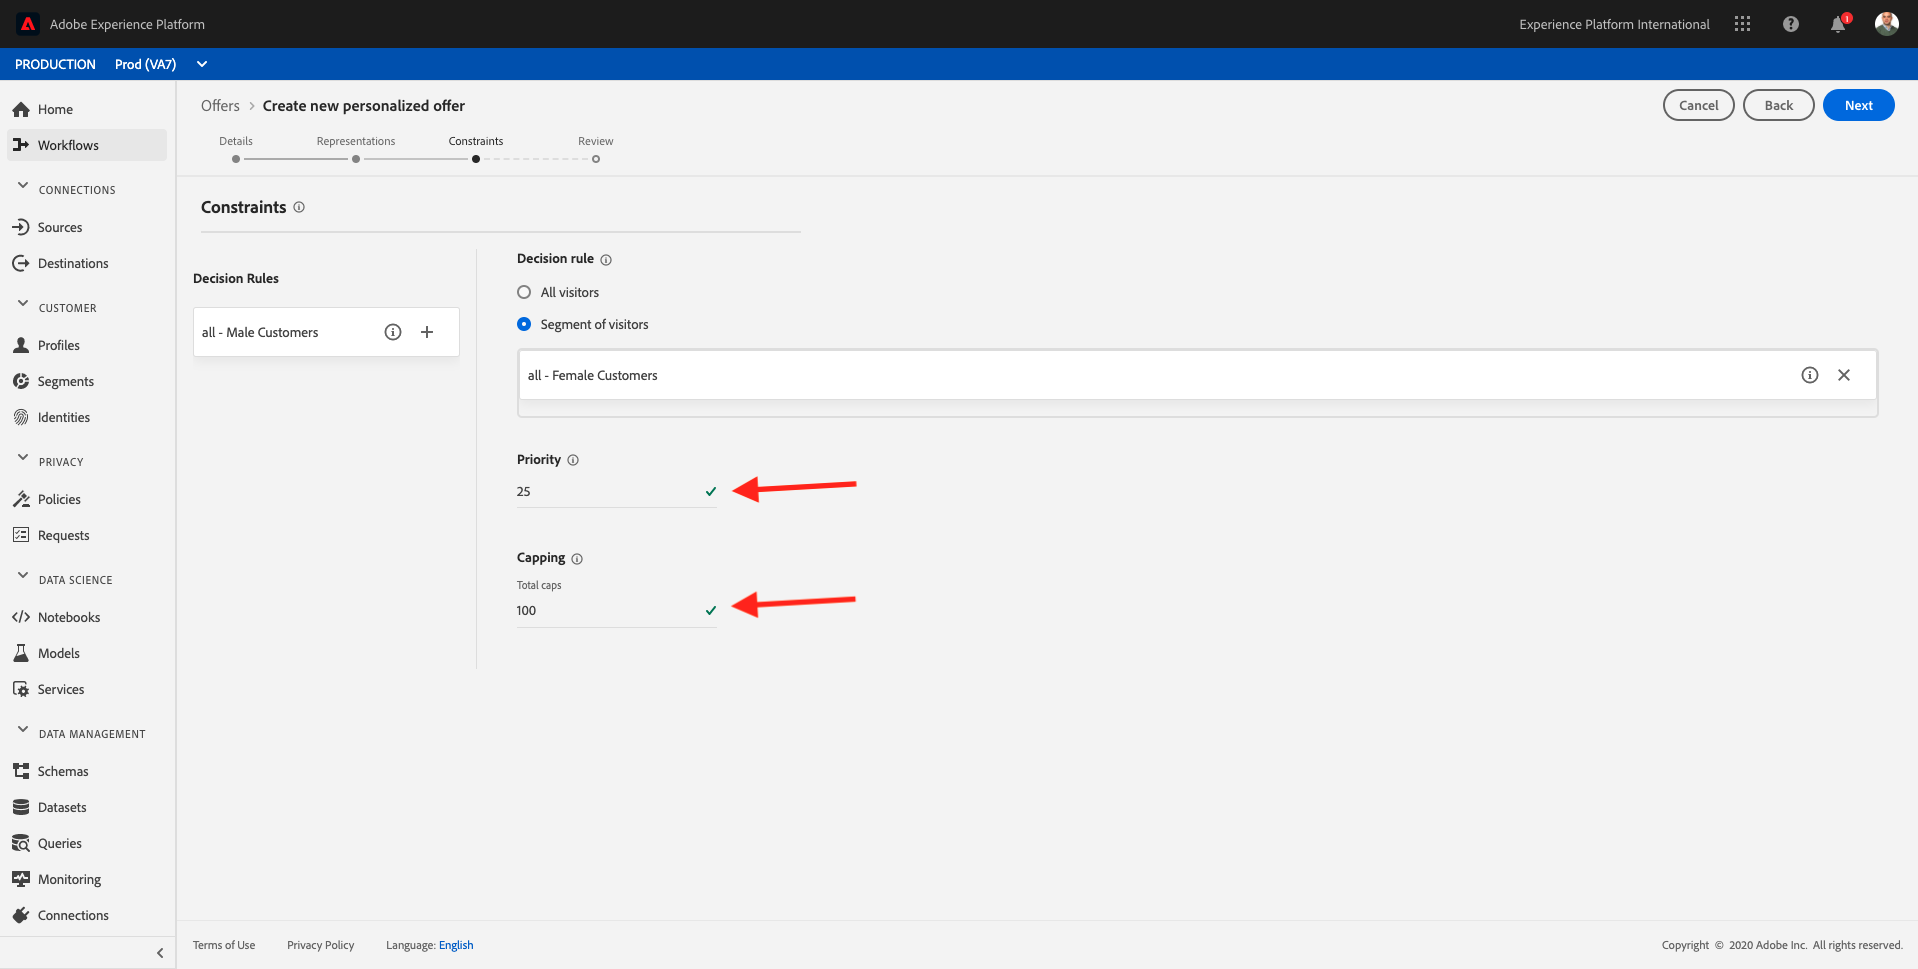 Adobe Experience Platform
Experience Platform International
1
PRODUCTION Prod (VA7)
Home
Workflows
CONNECTIONS
Sources
Destinations
CUSTOMER
Profiles
Segments
Identities
PRIVACY
Policies
Requests
DATA SCIENCE
Notebooks
Models
Services
DATA MANAGEMENT
Schemas
Datasets
Queries
Monitoring
Connections
Offers > Create new personalized offer
Cancel
Back
Next
Details
Representations
Constraints
Review
Constraints
Decision Rules
all - Male Customers
Decision rule
All visitors
Segment of visitors
all - Female Customers
Priority
25
Capping
Total caps
100
Terms of Use
Privacy Policy
Language: English
Copyright © 2020 Adobe Inc. All rights reserved.